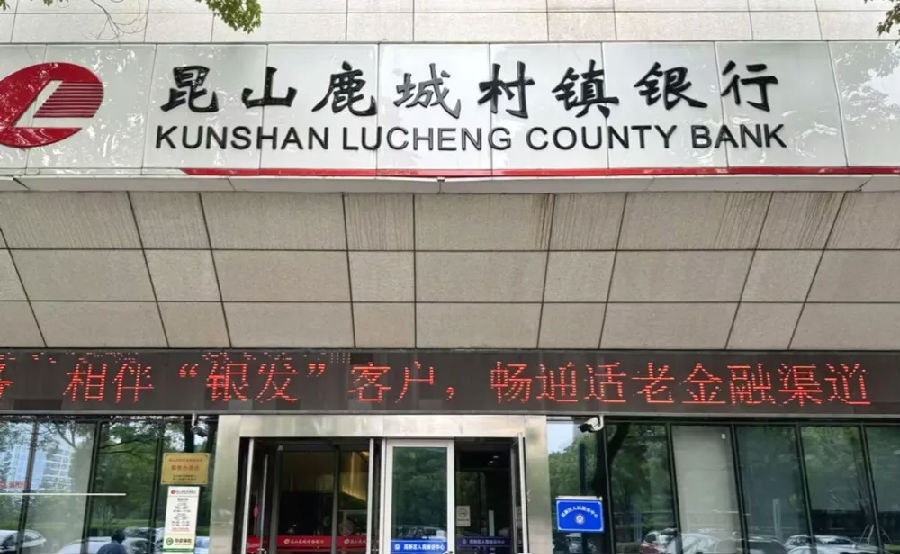 昆山鹿城村镇银行
KUNSHAN LUCHENG COUNTY BANK
相伴“银发”客户，畅通适老金融渠道